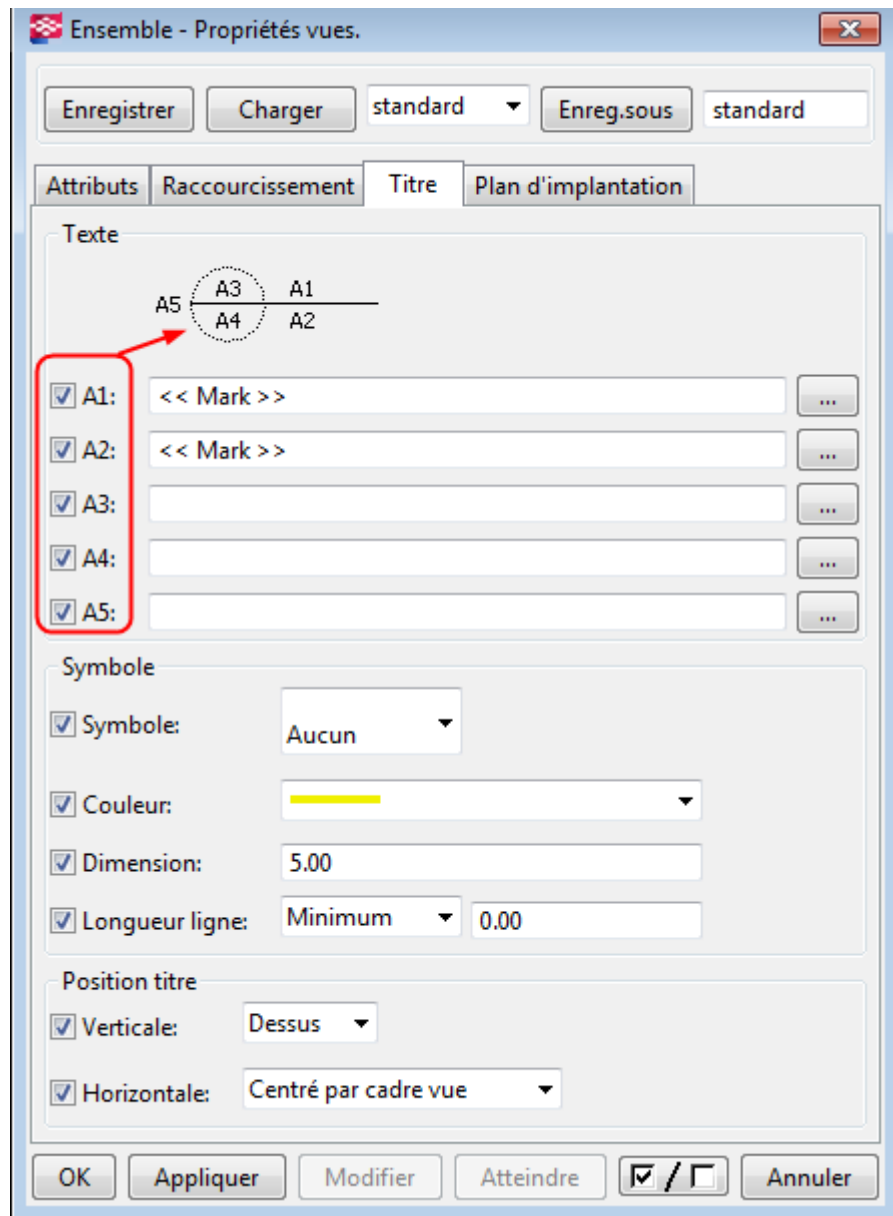 Ensemble - Propriétés vues.
Enregistrer Charger standard Enreg.sous standard
Attributs Raccourcissement Titre Plan d'implantation
Texte
A5 A3 A1
A4 A2
A1: << Mark >> ...
A2: << Mark >> ...
A3: ...
A4: ...
A5: ...
Symbole
Symbole: Aucun
Couleur:
Dimension: 5.00
Longueur ligne: Minimum 0.00
Position titre
Verticale: Dessus
Horizontale: Centré par cadre vue
OK Appliquer Modifier Atteindre / Annuler